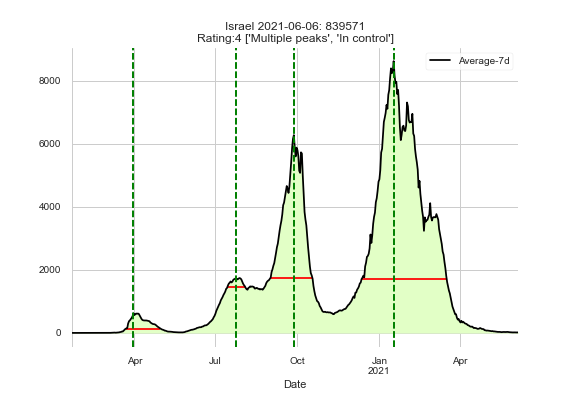 Israel 2021-06-06: 839571
Rating:4 ['Multiple peaks', 'In control']
Average-7d
8000
6000
4000
2000
0
Apr
Jul
Oct
Jan
2021
Apr
Date